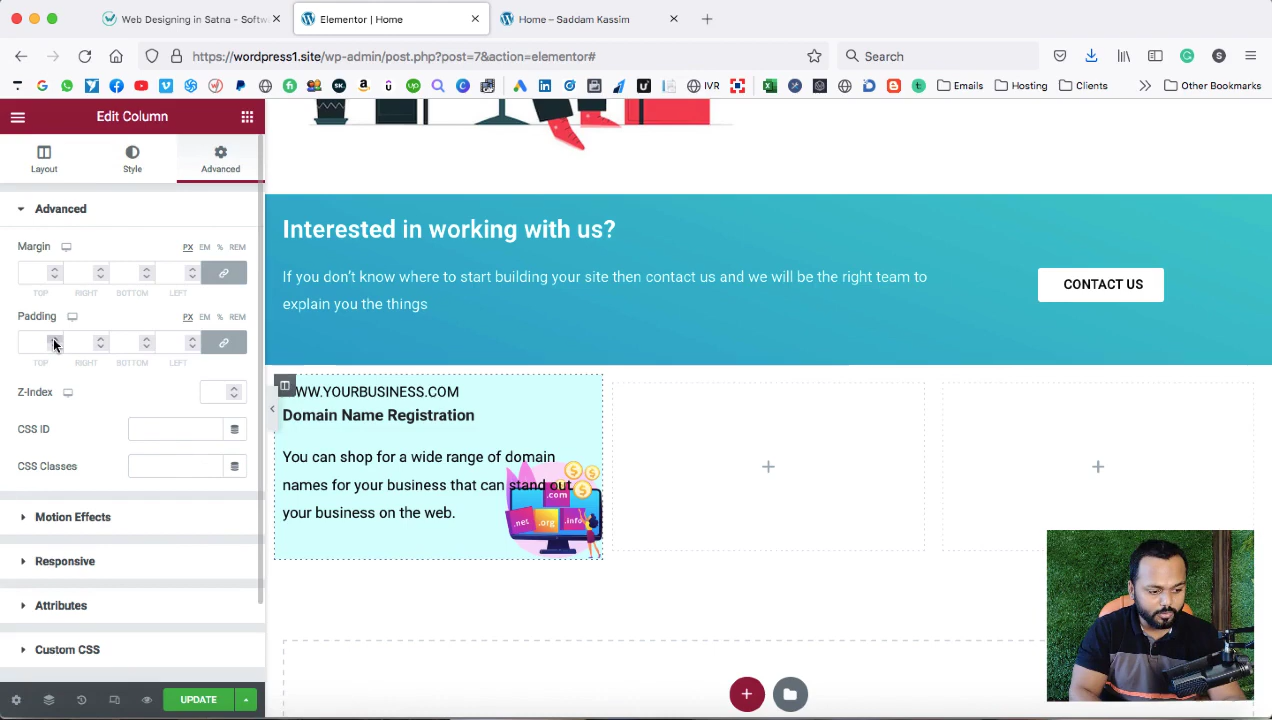 Web Designing in Satna - Softw
Elementor | Home
Home – Saddam Kassim
https://wordpress1.site/wp-admin/post.php?post=7&action=elementor#
Search
IVR
Emails
Hosting
Clients
Other Bookmarks
Edit Column
Layout
Style
Advanced
Advanced
Margin
PX EM % REM
TOP RIGHT BOTTOM LEFT
Padding
PX EM % REM
TOP RIGHT BOTTOM LEFT
Z-Index
CSS ID
CSS Classes
Motion Effects
Responsive
Attributes
Custom CSS
UPDATE
Interested in working with us?
If you don't know where to start building your site then contact us and we will be the right team to
explain you the things
CONTACT US
WW.YOURBUSINESS.COM
Domain Name Registration
You can shop for a wide range of domain
names for your business that can stand out
your business on the web.
.com
.net
.org
.info